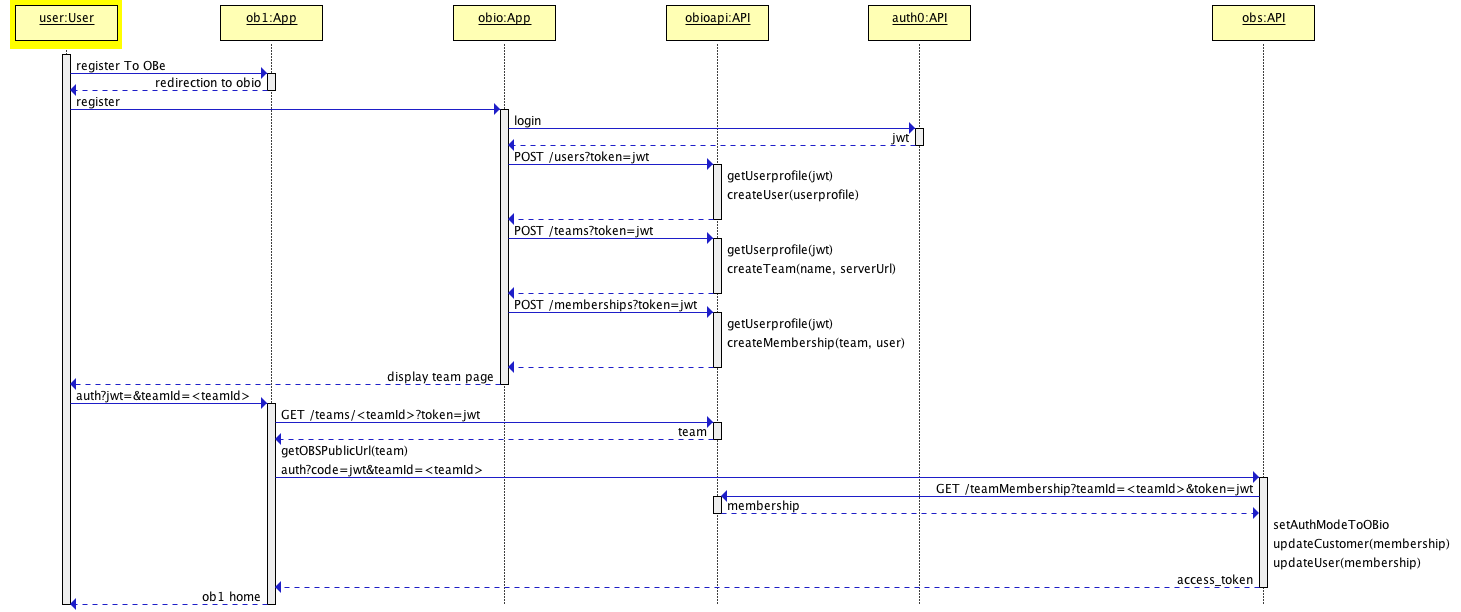 user:User
ob1:App
obio:App
obioapi:API
auth0:API
obs:API
register To OBe
redirection to obio
register
login
jwt
POST /users?token=jwt
getUserprofile(jwt)
createUser(userprofile)
POST /teams?token=jwt
getUserprofile(jwt)
createTeam(name, serverUrl)
POST /memberships?token=jwt
getUserprofile(jwt)
createMembership(team, user)
display team page
auth?jwt=&teamId=<teamId>
GET /teams/<teamId>?token=jwt
team
getOBSPublicUrl(team)
auth?code=jwt&teamId=<teamId>
GET /teamMembership?teamId=<teamId>&token=jwt
membership
setAuthModeToOBio
updateCustomer(membership)
updateUser(membership)
access_token
ob1 home